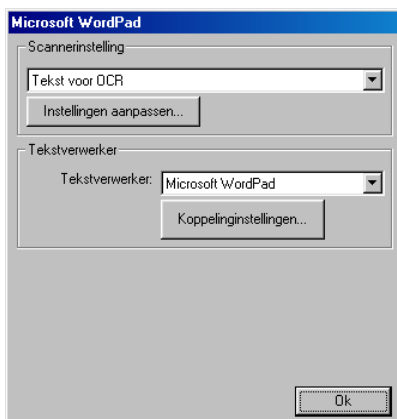 Microsoft WordPad
Scannerinstelling
Tekst voor OCR
Instellingen aanpassen...
Tekstverwerker
Tekstverwerker: Microsoft WordPad
Koppelinginstellingen...
Ok